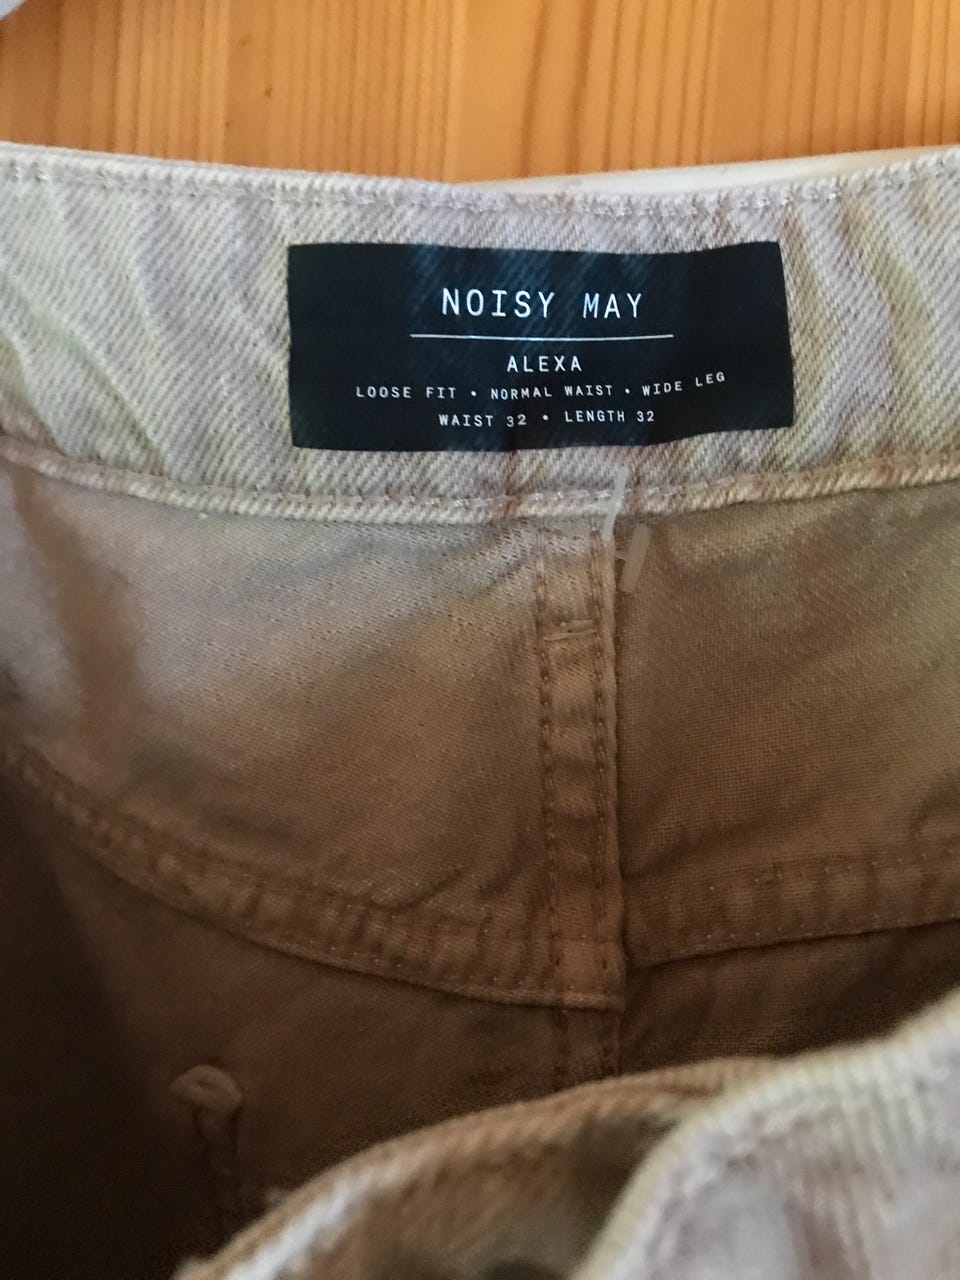 NOISY MAY
ALEXA
LOOSE FIT • NORMAL WAIST • WIDE LEG
WAIST 32 • LENGTH 32